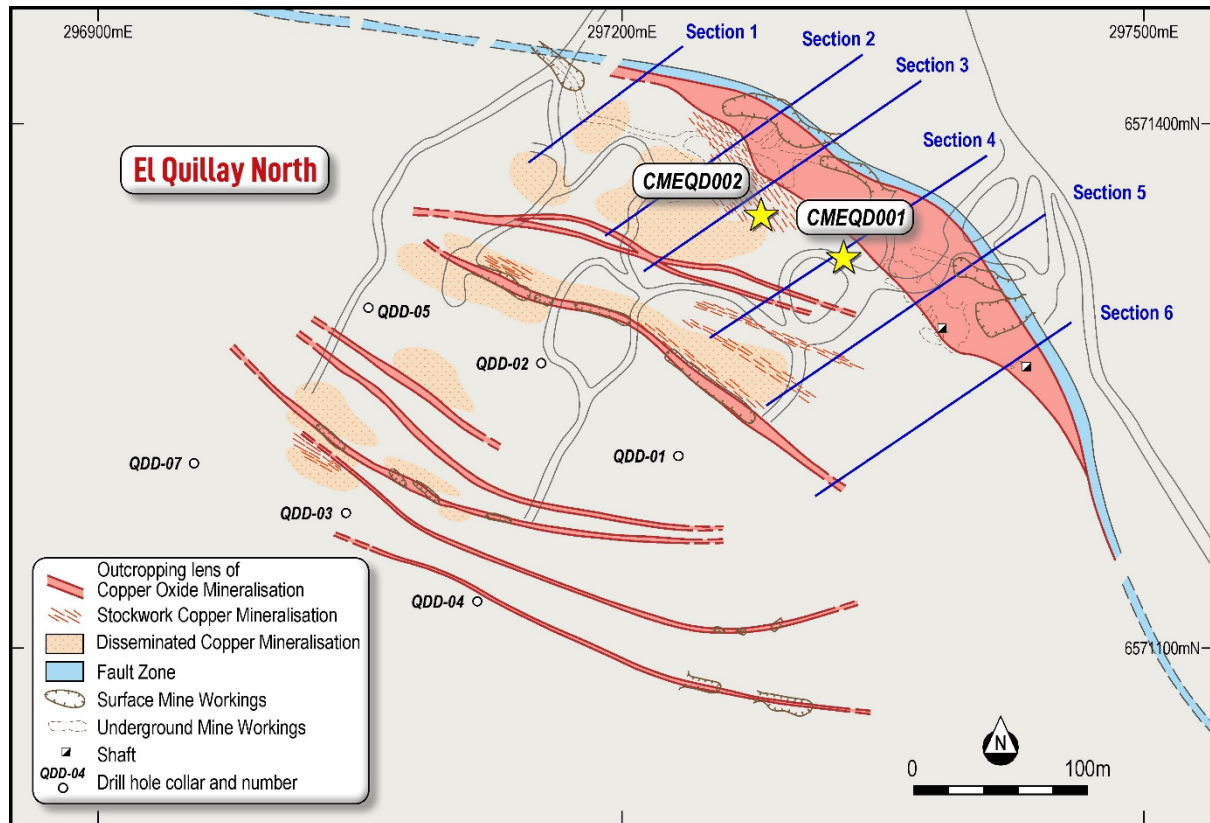 296900mE
297200mE
297500mE
Section 1
Section 2
Section 3
6571400mN
El Quillay North
Section 4
CMEQD002
Section 5
CMEQD001
QDD-05
Section 6
QDD-02
QDD-01
QDD-07
QDD-03
QDD-04
6571100mN
Outcropping lens of
Copper Oxide Mineralisation
Stockwork Copper Mineralisation
Disseminated Copper Mineralisation
Fault Zone
Surface Mine Workings
Underground Mine Workings
Shaft
QDD-04
Drill hole collar and number
N
0 100m